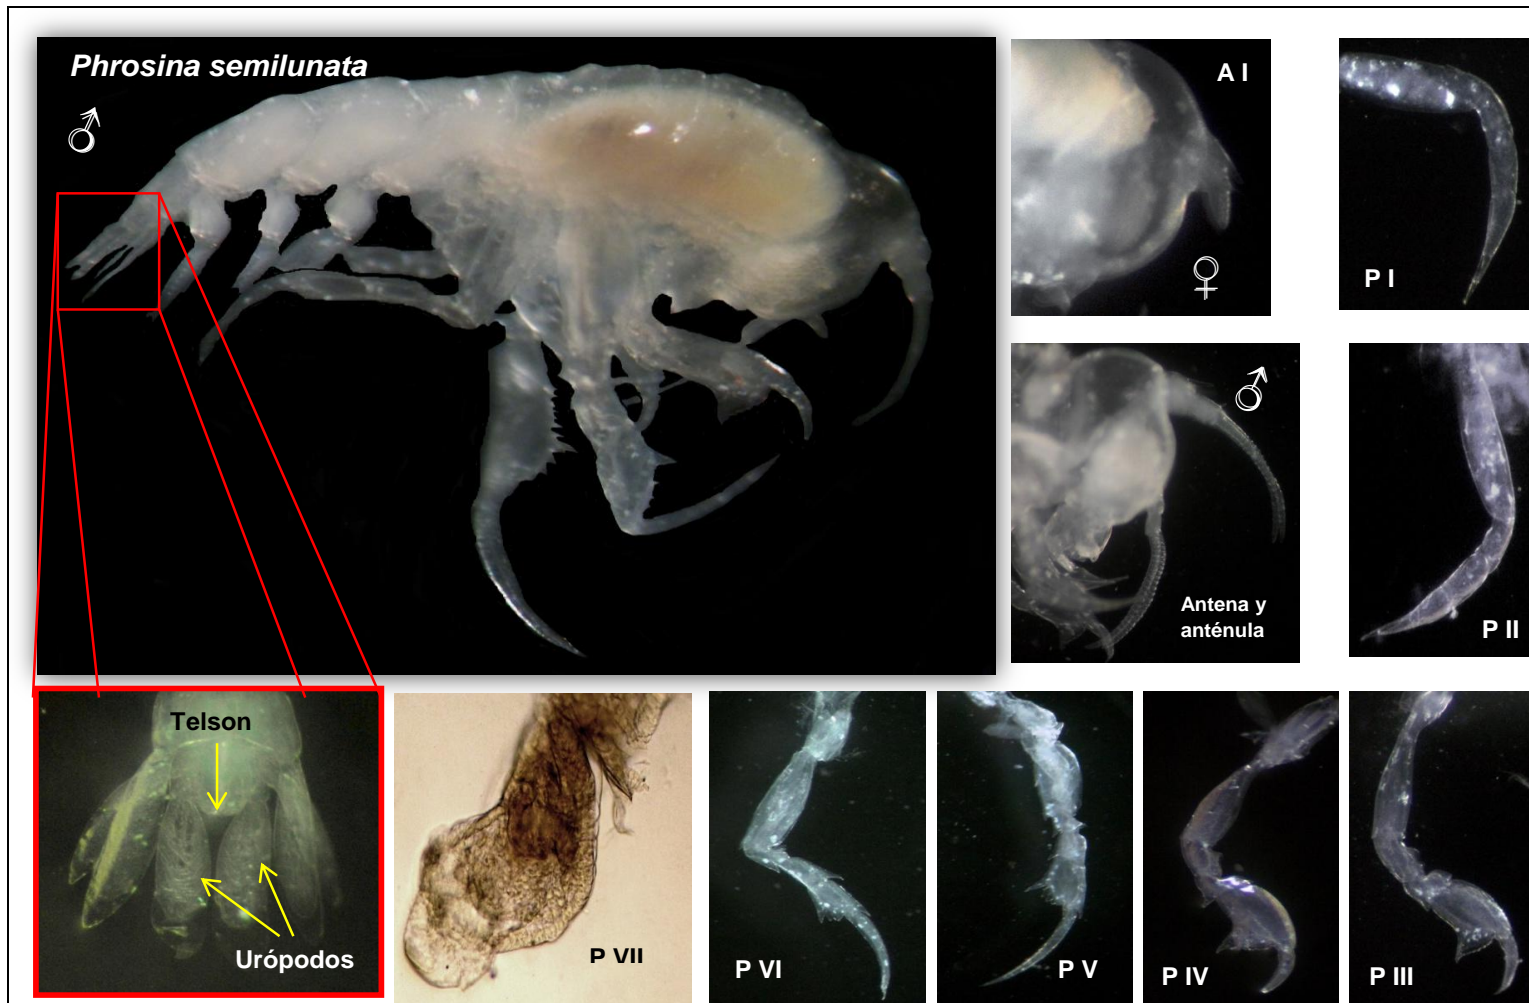 Phrosina semilunata
♂
A I
♀
P I
♂
Antena y
anténula
P II
Telson
Urópodos
P VII
P VI
P V
P IV
P III